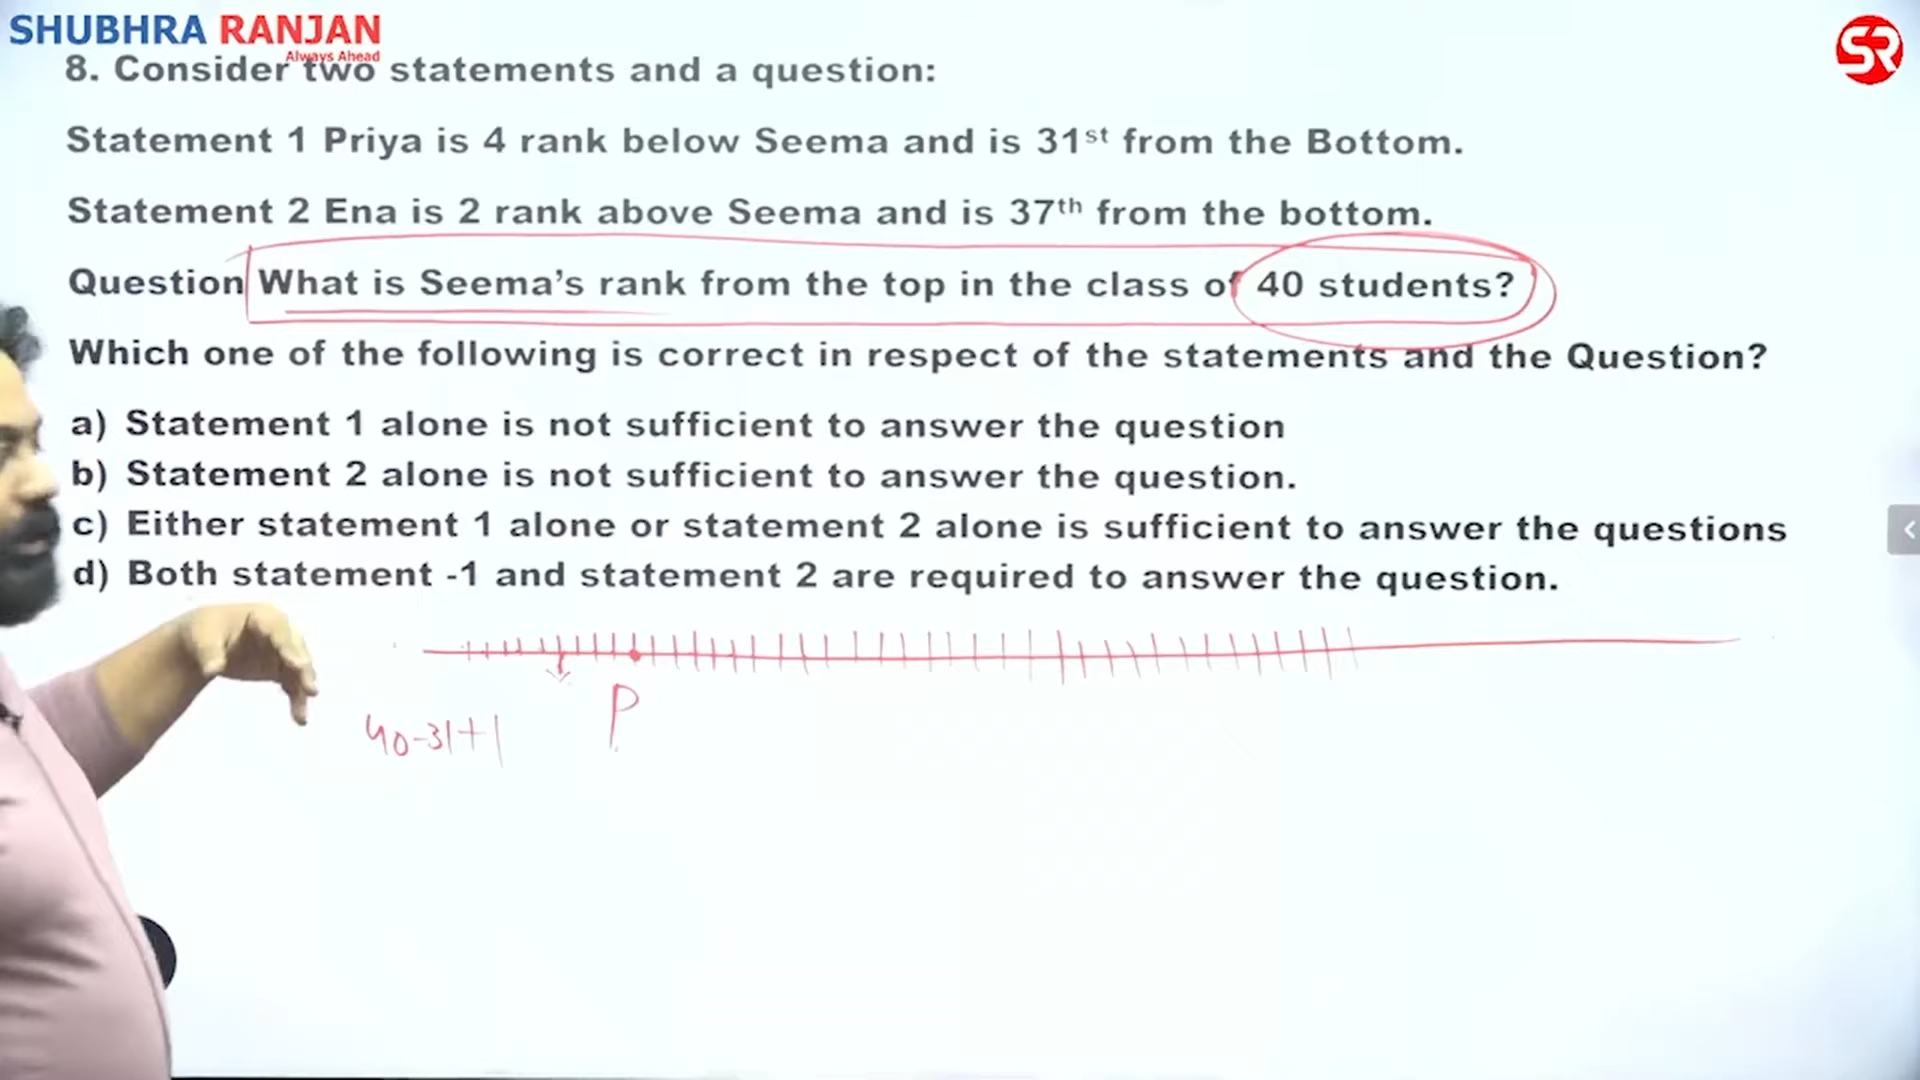 SHUBHRA RANJAN
Always Ahead
SR
8. Consider two statements and a question:
Statement 1 Priya is 4 rank below Seema and is 31st from the Bottom.
Statement 2 Ena is 2 rank above Seema and is 37th from the bottom.
Question What is Seema's rank from the top in the class of 40 students?
Which one of the following is correct in respect of the statements and the Question?
a) Statement 1 alone is not sufficient to answer the question
b) Statement 2 alone is not sufficient to answer the question.
c) Either statement 1 alone or statement 2 alone is sufficient to answer the questions
d) Both statement -1 and statement 2 are required to answer the question.
P
40-31+1